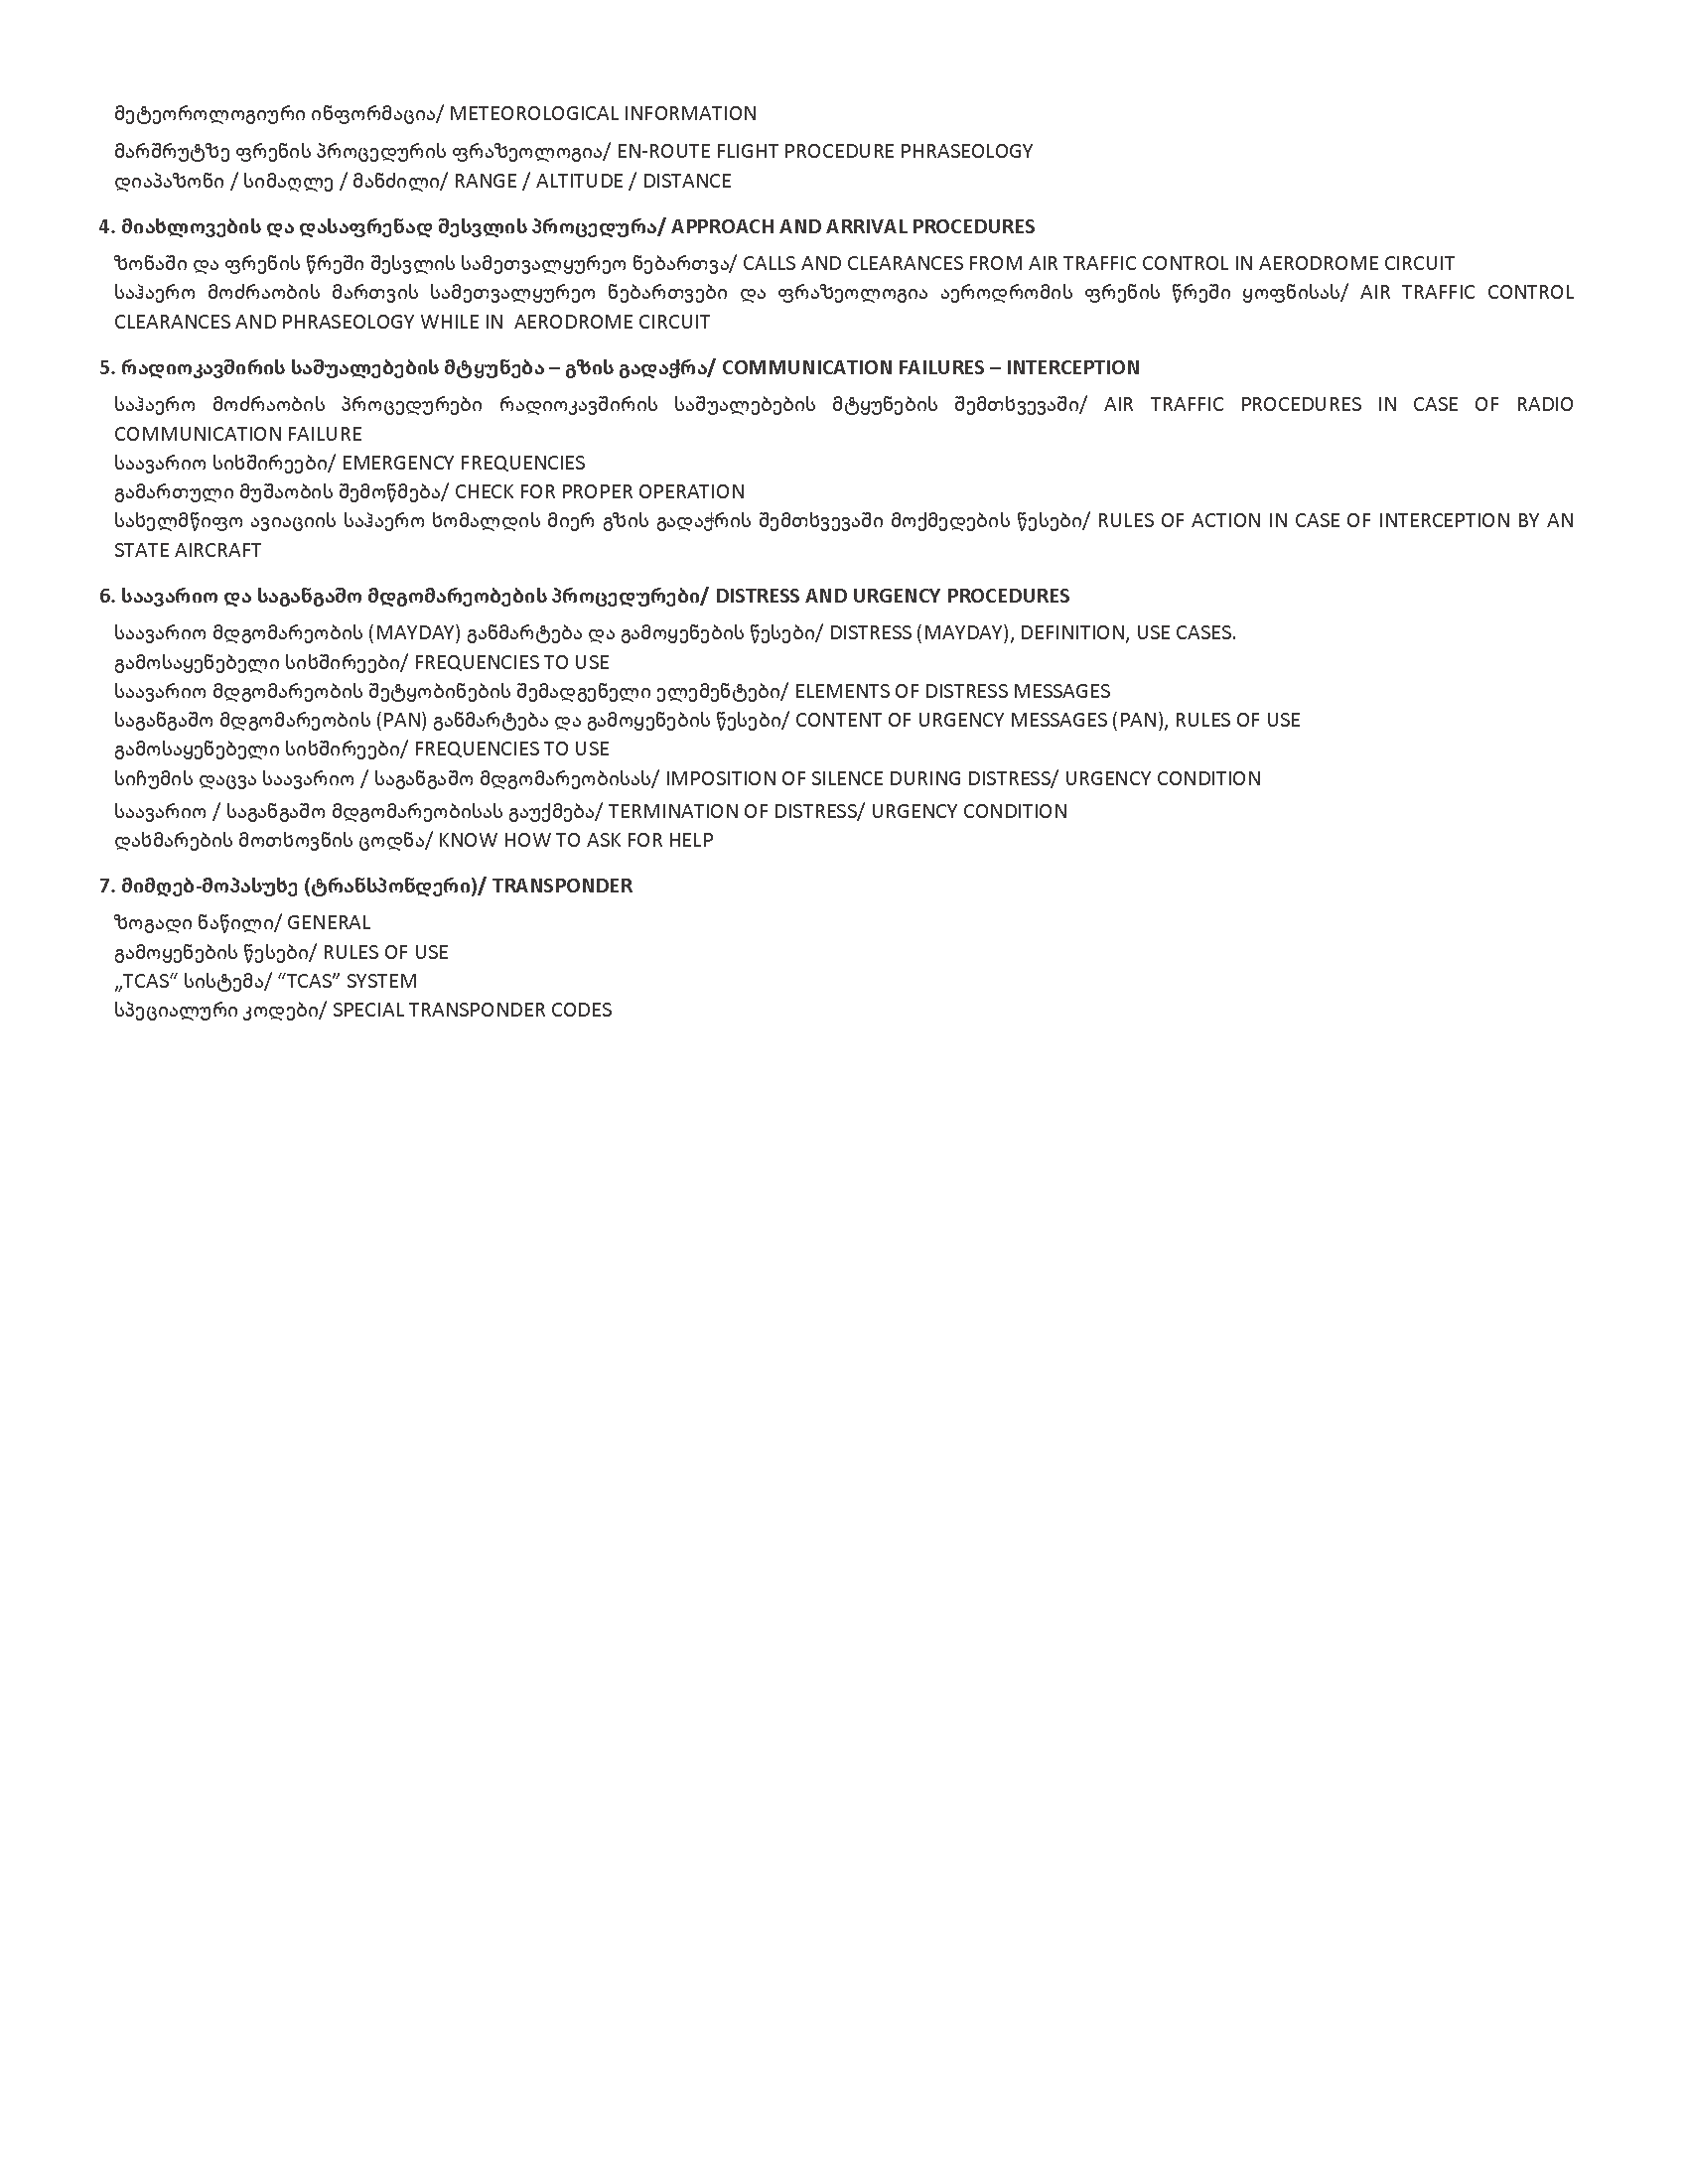 მეტეოროლოგიური ინფორმაცია/ METEOROLOGICAL INFORMATION
მარშრუტზე ფრენის პროცედურის ფრაზეოლოგია/ EN-ROUTE FLIGHT PROCEDURE PHRASEOLOGY
დიაპაზონი / სიმაღლე / მანძილი/ RANGE / ALTITUDE / DISTANCE
4. მიახლოვების და დასაფრენად შესვლის პროცედურა/ APPROACH AND ARRIVAL PROCEDURES
ზონაში და ფრენის წრეში შესვლის სამეთვალყურეო ნებართვა/ CALLS AND CLEARANCES FROM AIR TRAFFIC CONTROL IN AERODROME CIRCUIT
საჰაერო მოძრაობის მართვის სამეთვალყურეო ნებართვები და ფრაზეოლოგია აეროდრომის ფრენის წრეში ყოფნისას/ AIR TRAFFIC CONTROL
CLEARANCES AND PHRASEOLOGY WHILE IN AERODROME CIRCUIT
5. რადიოკავშირის საშუალებების მტყუნება – გზის გადაჭრა/ COMMUNICATION FAILURES – INTERCEPTION
საჰაერო მოძრაობის პროცედურები რადიოკავშირის საშუალებების მტყუნების შემთხვევაში/ AIR TRAFFIC PROCEDURES IN CASE OF RADIO
COMMUNICATION FAILURE
საავარიო სიხშირეები/ EMERGENCY FREQUENCIES
გამართული მუშაობის შემოწმება/ CHECK FOR PROPER OPERATION
სახელმწიფო ავიაციის საჰაერო ხომალდის მიერ გზის გადაჭრის შემთხვევაში მოქმედების წესები/ RULES OF ACTION IN CASE OF INTERCEPTION BY AN
STATE AIRCRAFT
6. საავარიო და საგანგაშო მდგომარეობების პროცედურები/ DISTRESS AND URGENCY PROCEDURES
საავარიო მდგომარეობის (MAYDAY) განმარტება და გამოყენების წესები/ DISTRESS (MAYDAY), DEFINITION, USE CASES.
გამოსაყენებელი სიხშირეები/ FREQUENCIES TO USE
საავარიო მდგომარეობის შეტყობინების შემადგენელი ელემენტები/ ELEMENTS OF DISTRESS MESSAGES
საგანგაშო მდგომარეობის (PAN) განმარტება და გამოყენების წესები/ CONTENT OF URGENCY MESSAGES (PAN), RULES OF USE
გამოსაყენებელი სიხშირეები/ FREQUENCIES TO USE
სიჩუმის დაცვა საავარიო / საგანგაშო მდგომარეობისას/ IMPOSITION OF SILENCE DURING DISTRESS/ URGENCY CONDITION
საავარიო / საგანგაშო მდგომარეობისას გაუქმება/ TERMINATION OF DISTRESS/ URGENCY CONDITION
დახმარების მოთხოვნის ცოდნა/ KNOW HOW TO ASK FOR HELP
7. მიმღებ-მოპასუხე (ტრანსპონდერი)/ TRANSPONDER
ზოგადი ნაწილი/ GENERAL
გამოყენების წესები/ RULES OF USE
„TCAS“ სისტემა/ “TCAS” SYSTEM
სპეციალური კოდები/ SPECIAL TRANSPONDER CODES